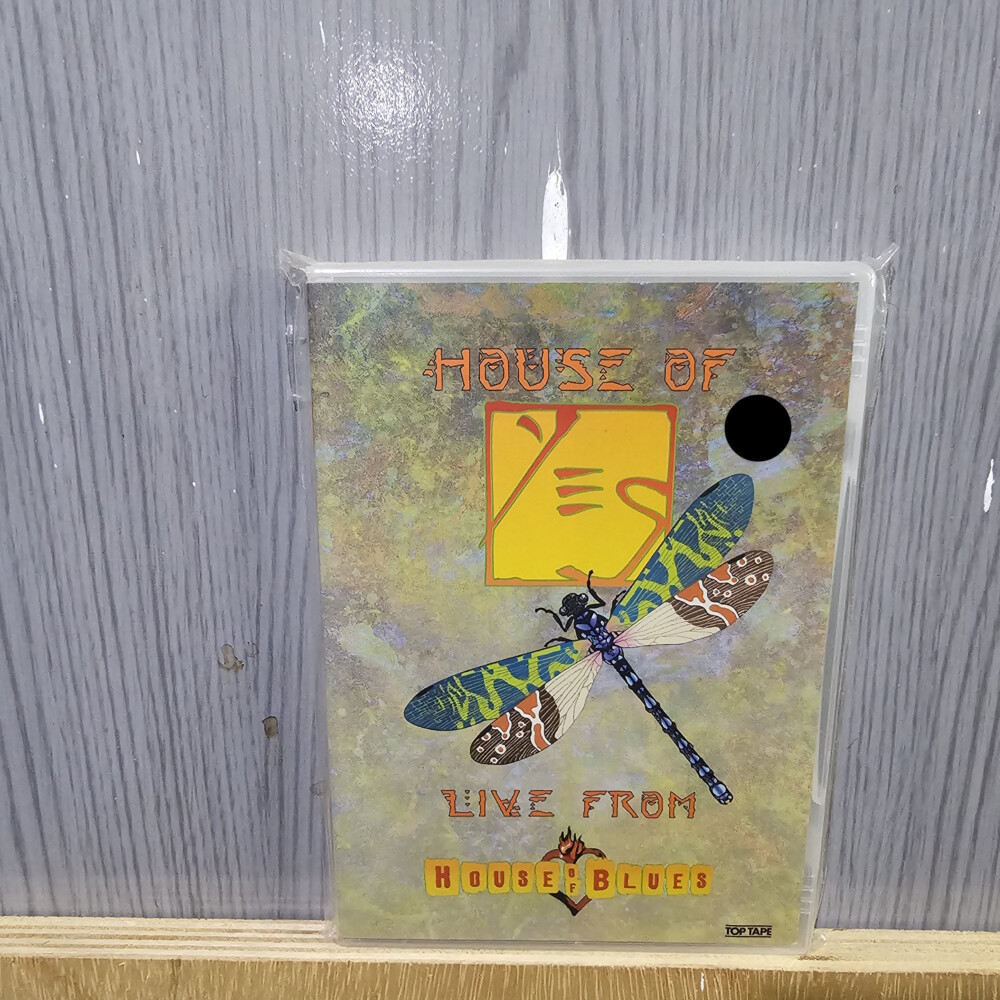 HOUSE OF
YES
LIVE FROM
HOUSE OF BLUES
TOP TAPE